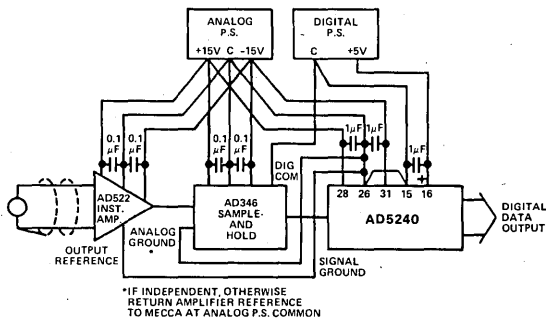 ANALOG
P.S.
+15V C -15V
DIGITAL
P.S.
C +5V
0.1
μF
0.1
μF
0.1
μF
0.1
μF
1μF
1μF
1μF
+
DIG
COM
28 26 31 15 16
AD522
INST.
AMP.
AD346
SAMPLE-
AND
HOLD
AD5240
DIGITAL
DATA
OUTPUT
OUTPUT
REFERENCE
ANALOG
GROUND
*
SIGNAL
GROUND
*IF INDEPENDENT, OTHERWISE
RETURN AMPLIFIER REFERENCE
TO MECCA AT ANALOG P.S. COMMON